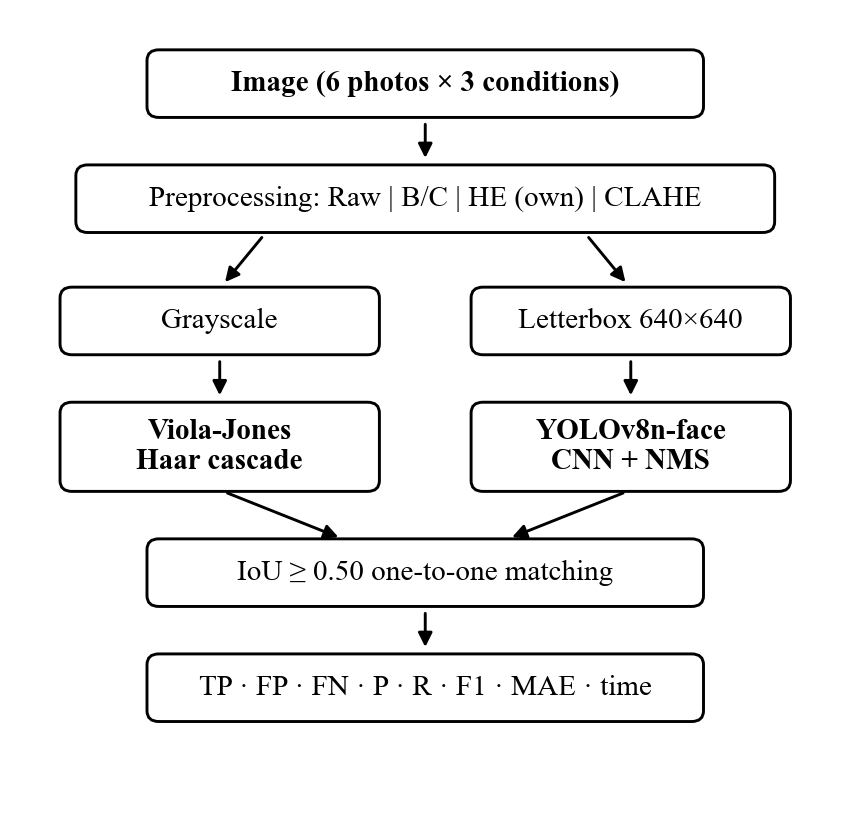 Image (6 photos × 3 conditions)
Preprocessing: Raw | B/C | HE (own) | CLAHE
Grayscale
Letterbox 640×640
Viola-Jones
Haar cascade
YOLOv8n-face
CNN + NMS
IoU ≥ 0.50 one-to-one matching
TP · FP · FN · P · R · F1 · MAE · time